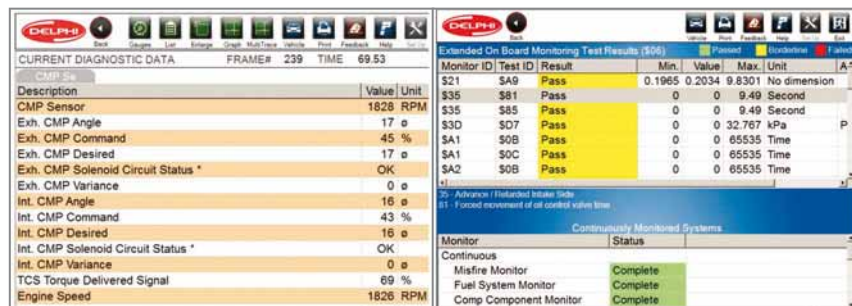 DELPHI
Back Gauges List Enlarge Graph MultiTrace Vehicle Print Feedback Help
CURRENT DIAGNOSTIC DATA FRAME# 239 TIME 69.53
CMP Se
Description Value Unit
CMP Sensor 1828 RPM
Exh. CMP Angle 17 ø
Exh. CMP Command 45 %
Exh. CMP Desired 17 ø
Exh. CMP Solenoid Circuit Status * OK
Exh. CMP Variance 0 ø
Int. CMP Angle 16 ø
Int. CMP Command 43 %
Int. CMP Desired 16 ø
Int. CMP Solenoid Circuit Status * OK
Int. CMP Variance 0 ø
TCS Torque Delivered Signal 69 %
Engine Speed 1826 RPM
DELPHI
Back Vehicle Print Feedback Help Set Up Exit
Extended On Board Monitoring Test Results ($06) Passed Borderline Failed
Monitor ID Test ID Result Min. Value Max. Unit A
$21 $A9 Pass 0.1965 0.2034 9.8301 No dimension
$35 $81 Pass 0 0 9.49 Second
$35 $85 Pass 0 0 9.49 Second
$3D $D7 Pass 0 0 32.767 kPa P
$A1 $0B Pass 0 0 65535 Time
$A1 $0C Pass 0 0 65535 Time
$A2 $0B Pass 0 0 65535 Time
35 - Advance / Retarded Intake Side
81 - Forced movement of oil control valve time
Continuously Monitored Systems
Monitor Status
Continuous
Misfire Monitor Complete
Fuel System Monitor Complete
Comp Component Monitor Complete